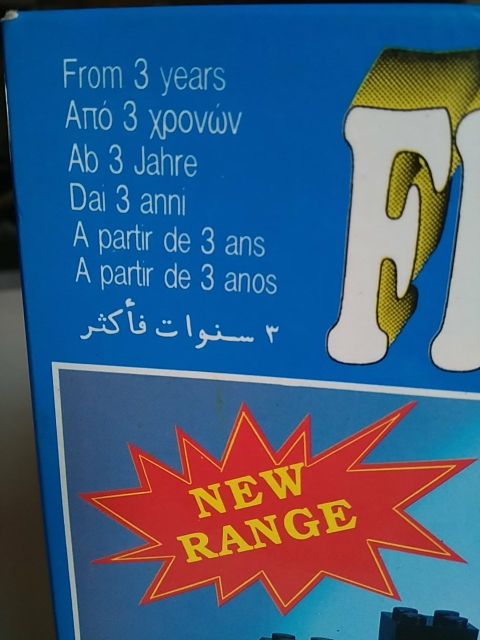 From 3 years
Από 3 χρονών
Ab 3 Jahre
Dai 3 anni
A partir de 3 ans
A partir de 3 anos
٣ سنوات فأكثر
F
NEW
RANGE